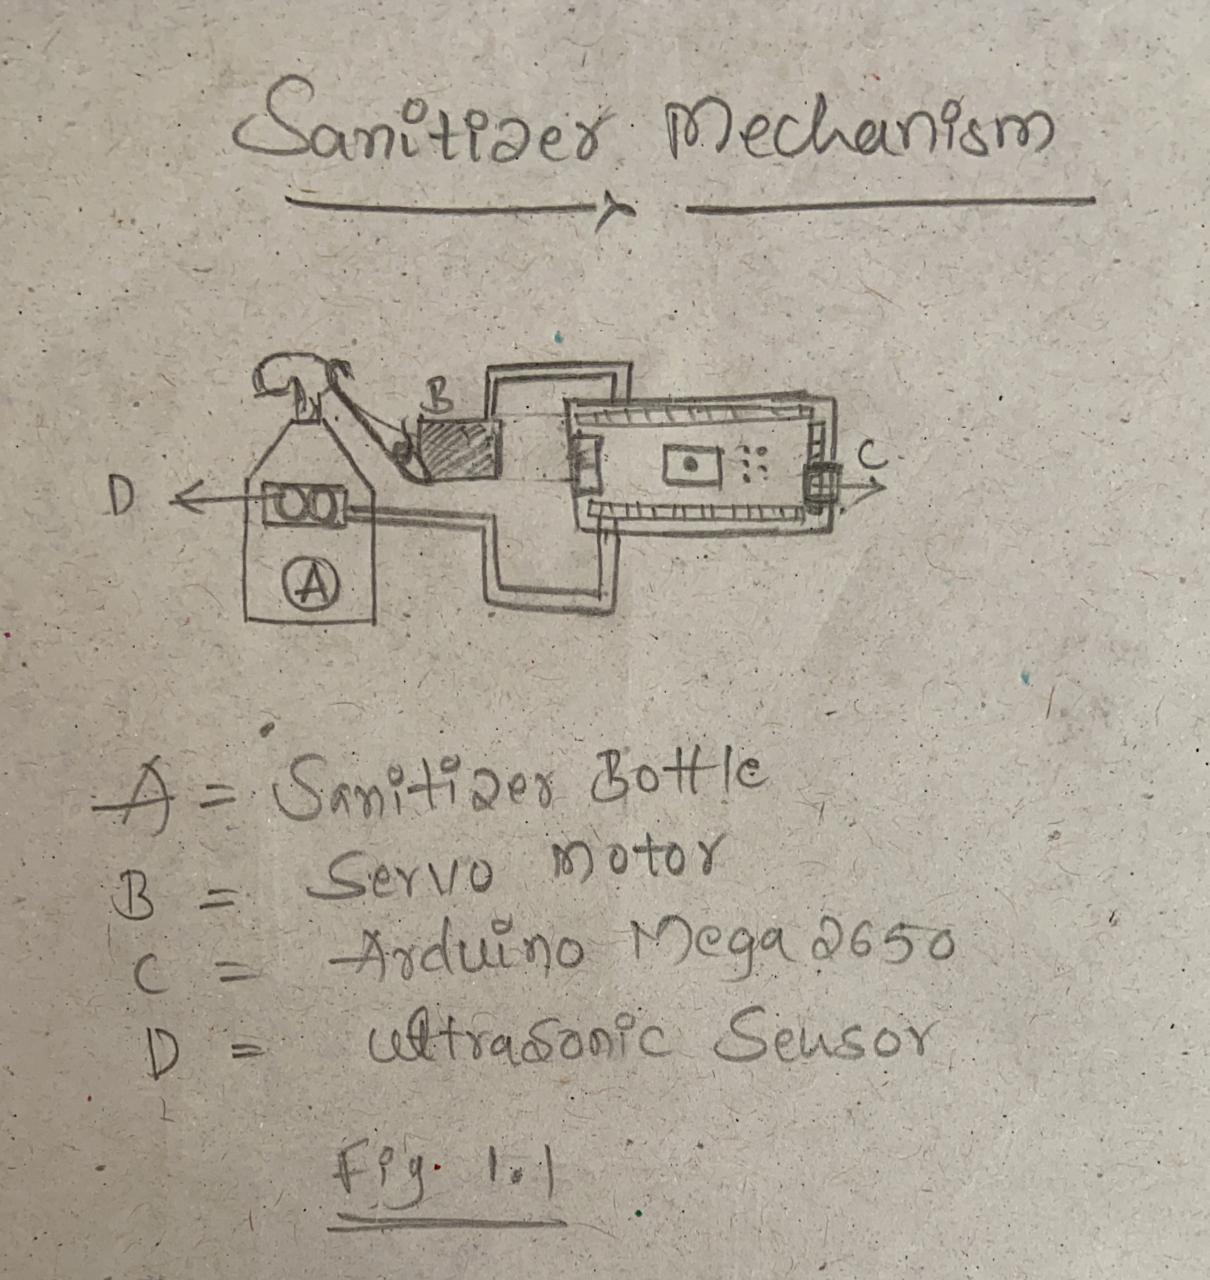 Sanitizer Mechanism
B
C
D
A
A = Sanitizer Bottle
B = Servo motor
C = Arduino Mega 2650
D = ultrasonic Sensor
Fig. 1.1